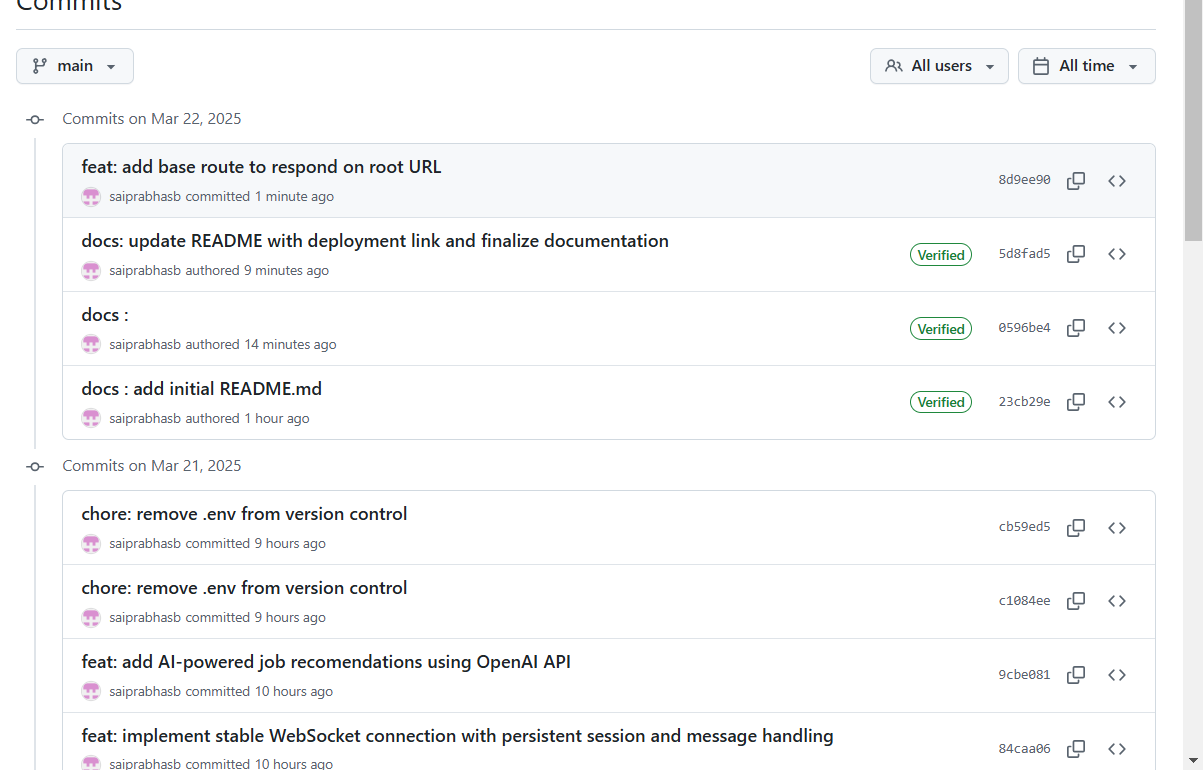 Commits
main
All users
All time
Commits on Mar 22, 2025
feat: add base route to respond on root URL
saiprabhasb committed 1 minute ago
8d9ee90
docs: update README with deployment link and finalize documentation
saiprabhasb authored 9 minutes ago
Verified
5d8fad5
docs :
saiprabhasb authored 14 minutes ago
Verified
0596be4
docs : add initial README.md
saiprabhasb authored 1 hour ago
Verified
23cb29e
Commits on Mar 21, 2025
chore: remove .env from version control
saiprabhasb committed 9 hours ago
cb59ed5
chore: remove .env from version control
saiprabhasb committed 9 hours ago
c1084ee
feat: add AI-powered job recomendations using OpenAI API
saiprabhasb committed 10 hours ago
9cbe081
feat: implement stable WebSocket connection with persistent session and message handling
saiprabhasb committed 10 hours ago
84caa06